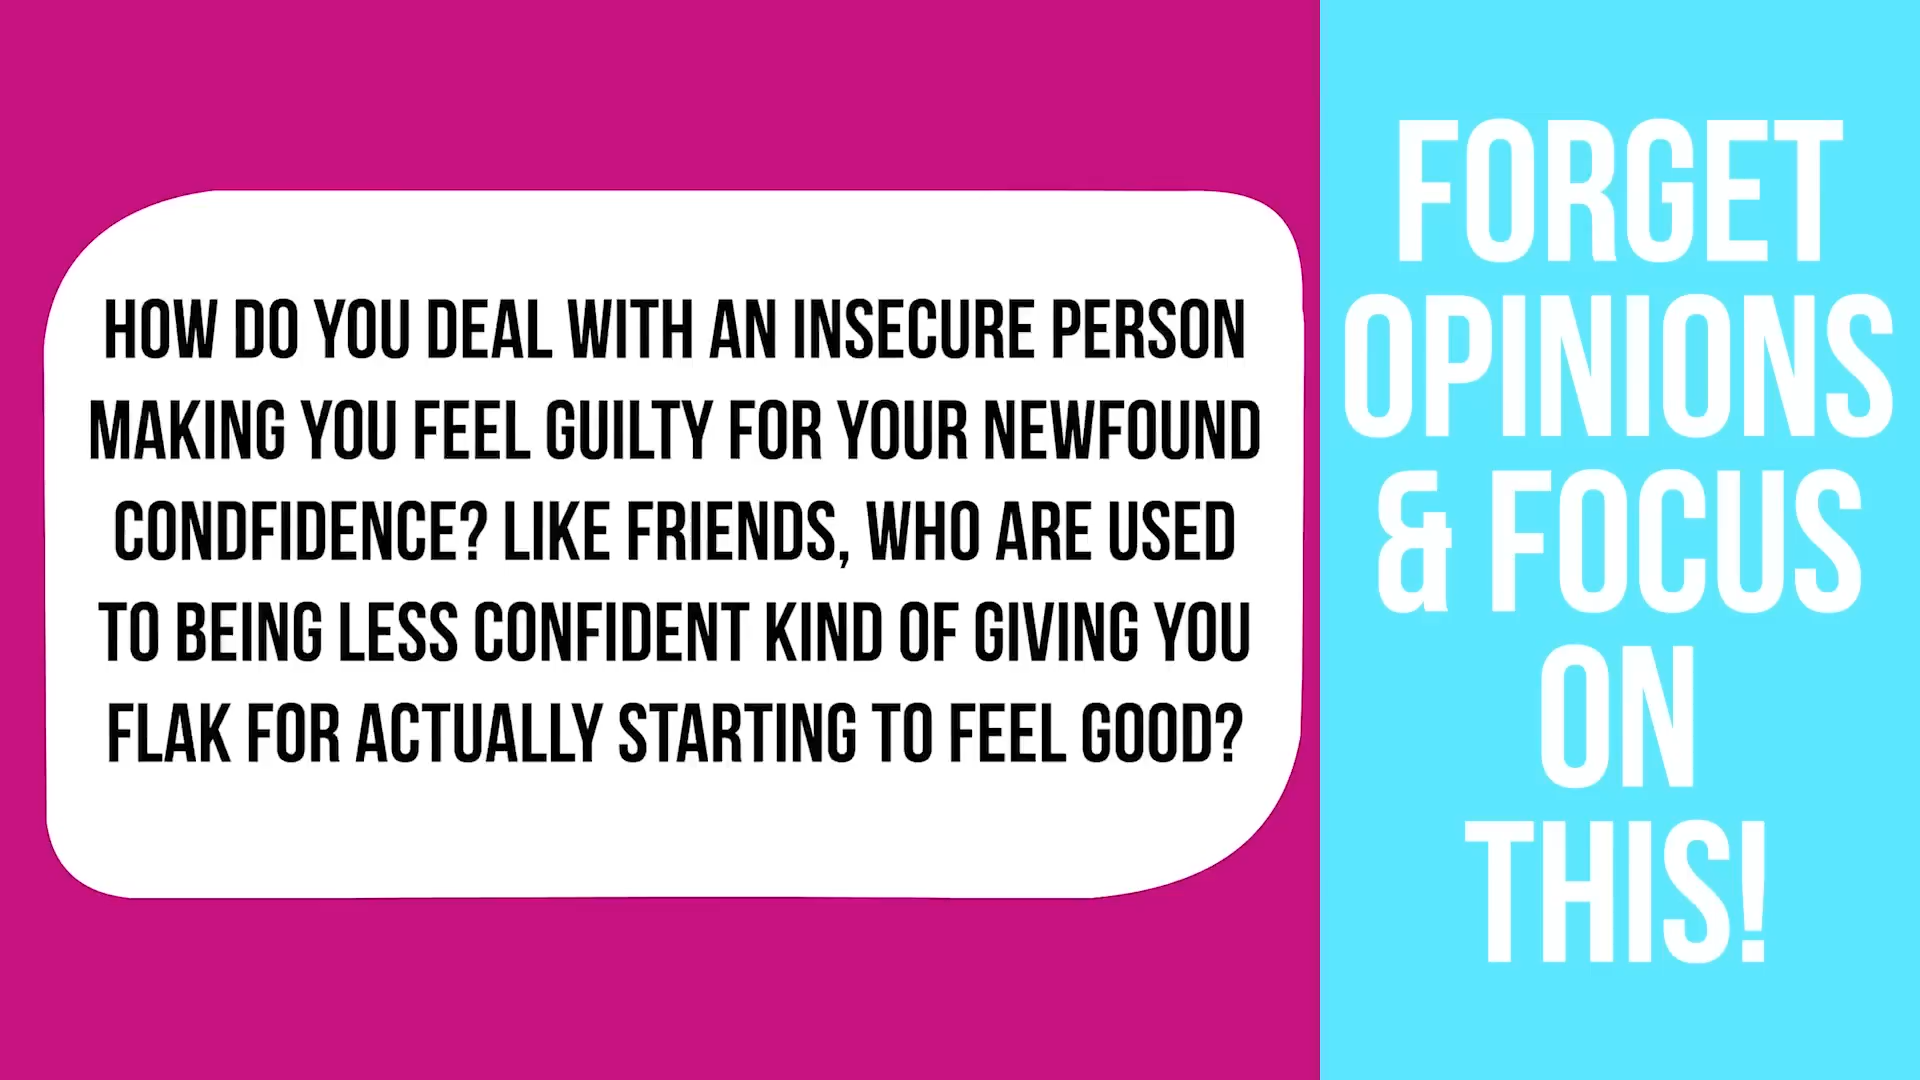 HOW DO YOU DEAL WITH AN INSECURE PERSON
MAKING YOU FEEL GUILTY FOR YOUR NEWFOUND
CONDFIDENCE? LIKE FRIENDS, WHO ARE USED
TO BEING LESS CONFIDENT KIND OF GIVING YOU
FLAK FOR ACTUALLY STARTING TO FEEL GOOD?
FORGET
OPINIONS
& FOCUS
ON
THIS!